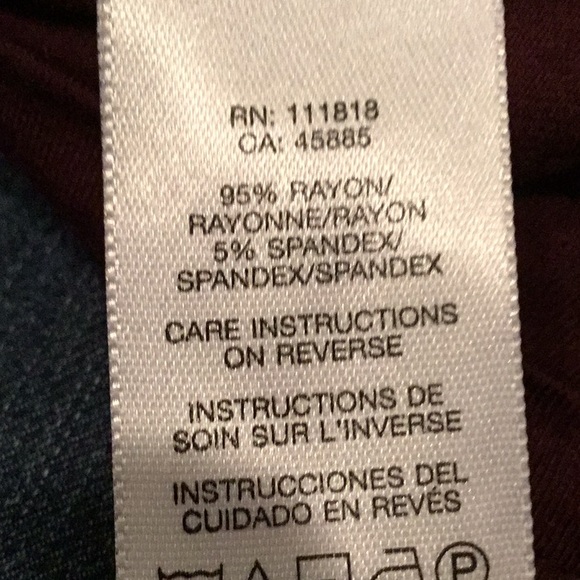 RN: 111818
CA: 45885
95% RAYON/
RAYONNE/RAYON
5% SPANDEX/
SPANDEX/SPANDEX
CARE INSTRUCTIONS
ON REVERSE
INSTRUCTIONS DE
SOIN SUR L'INVERSE
INSTRUCCIONES DEL
CUIDADO EN REVÉS
P